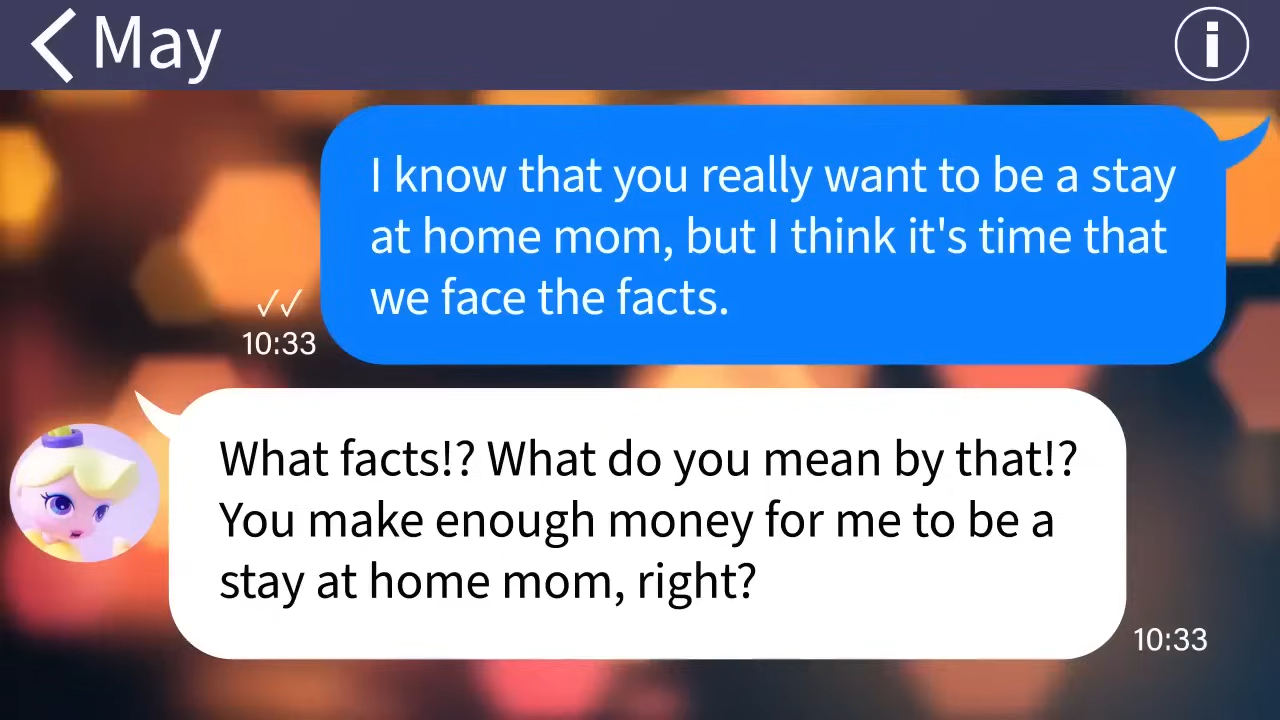 May
I know that you really want to be a stay
at home mom, but I think it's time that
we face the facts.
10:33
What facts!? What do you mean by that!?
You make enough money for me to be a
stay at home mom, right?
10:33